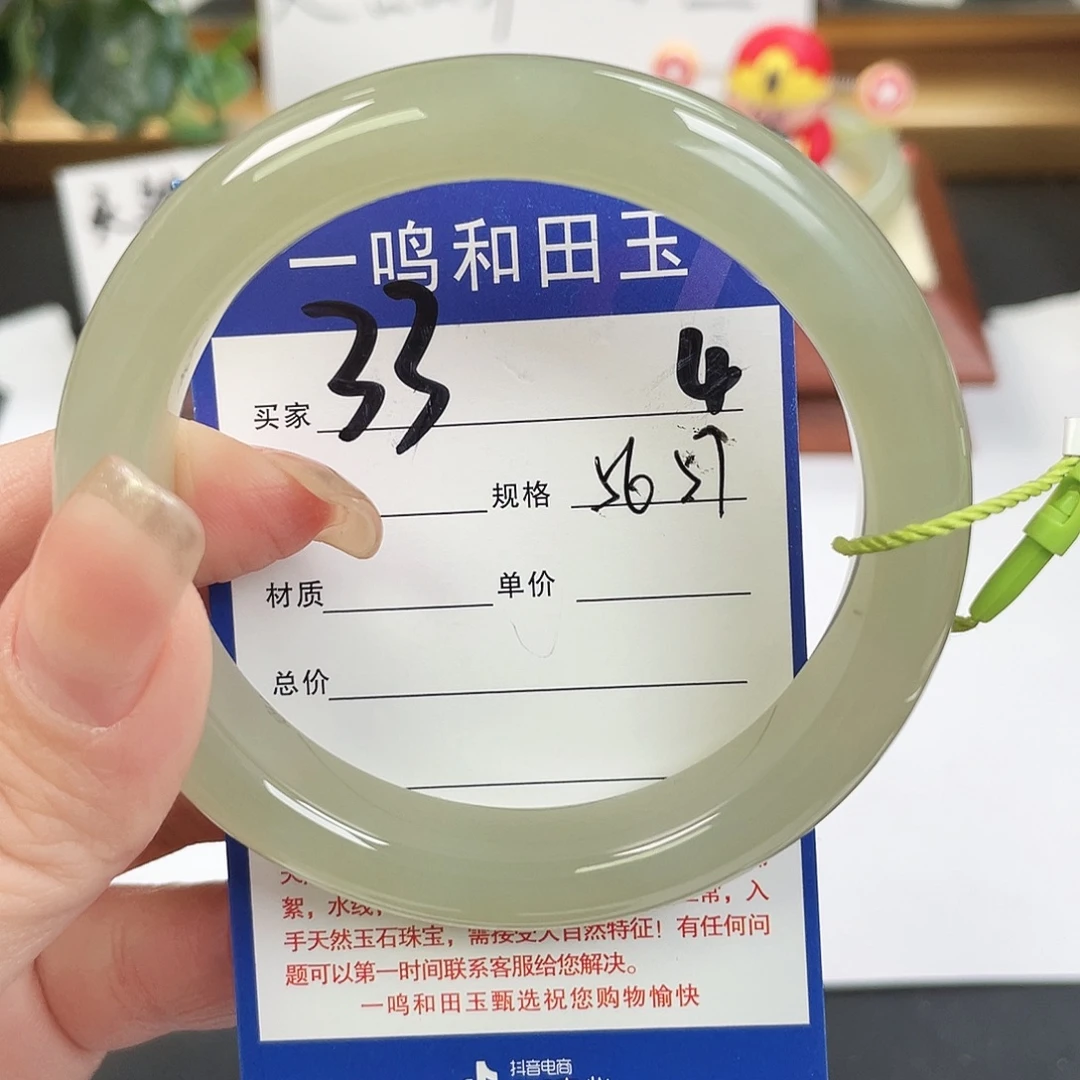 一鸣和田玉
买家 33 4
规格 56 57
材质 单价
总价
絮，水线， 常，入
手天然玉石珠宝，需接受大自然特征！有任何问
题可以第一时间联系客服给您解决。
一鸣和田玉甄选祝您购物愉快
抖音电商